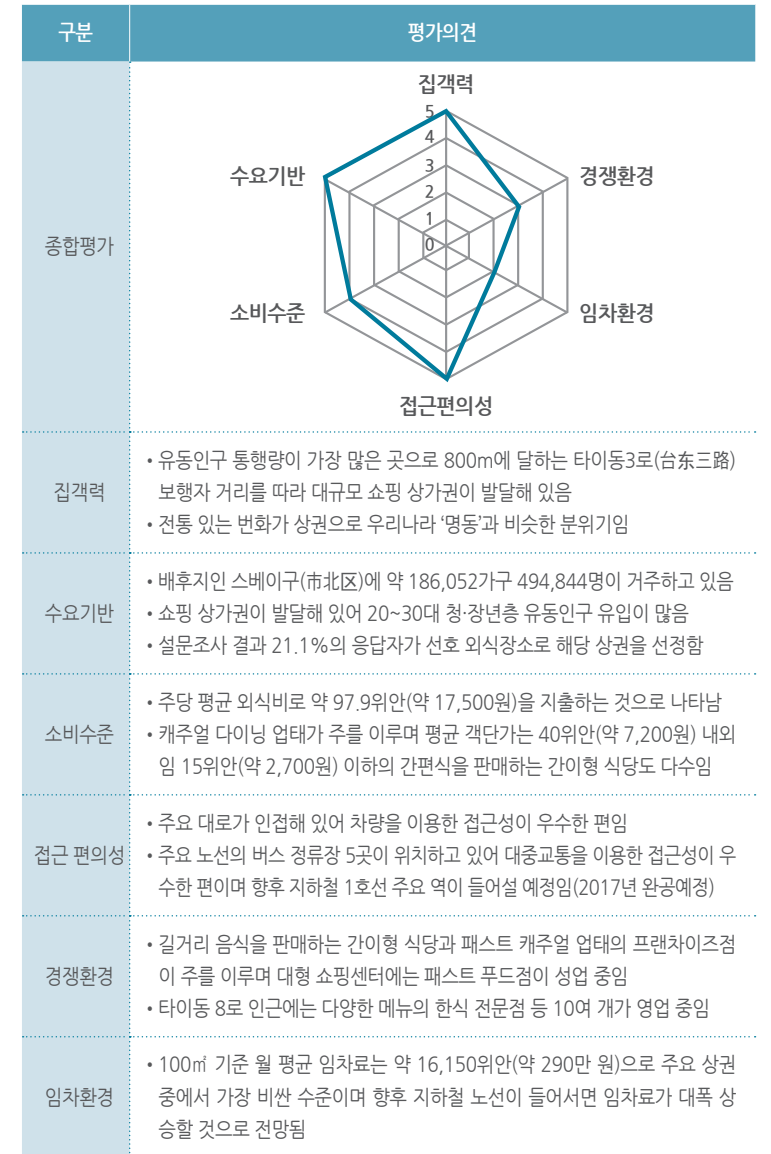 구분
평가의견
종합평가
집객력
5
4
3
2
1
0
수요기반
경쟁환경
소비수준
임차환경
접근편의성
집객력
• 유동인구 통행량이 가장 많은 곳으로 800m에 달하는 타이동3로(台东三路)
보행자 거리를 따라 대규모 쇼핑 상가권이 발달해 있음
• 전통 있는 번화가 상권으로 우리나라 ‘명동’과 비슷한 분위기임
수요기반
• 배후지인 스베이구(市北区)에 약 186,052가구 494,844명이 거주하고 있음
• 쇼핑 상가권이 발달해 있어 20~30대 청·장년층 유동인구 유입이 많음
• 설문조사 결과 21.1%의 응답자가 선호 외식장소로 해당 상권을 선정함
소비수준
• 주당 평균 외식비로 약 97.9위안(약 17,500원)을 지출하는 것으로 나타남
• 캐주얼 다이닝 업태가 주를 이루며 평균 객단가는 40위안(약 7,200원) 내외
임 15위안(약 2,700원) 이하의 간편식을 판매하는 간이형 식당도 다수임
접근 편의성
• 주요 대로가 인접해 있어 차량을 이용한 접근성이 우수한 편임
• 주요 노선의 버스 정류장 5곳이 위치하고 있어 대중교통을 이용한 접근성이 우
수한 편이며 향후 지하철 1호선 주요 역이 들어설 예정임(2017년 완공예정)
경쟁환경
• 길거리 음식을 판매하는 간이형 식당과 패스트 캐주얼 업태의 프랜차이즈점
이 주를 이루며 대형 쇼핑센터에는 패스트 푸드점이 성업 중임
• 타이동 8로 인근에는 다양한 메뉴의 한식 전문점 등 10여 개가 영업 중임
임차환경
• 100㎡ 기준 월 평균 임차료는 약 16,150위안(약 290만 원)으로 주요 상권
중에서 가장 비싼 수준이며 향후 지하철 노선이 들어서면 임차료가 대폭 상
승할 것으로 전망됨